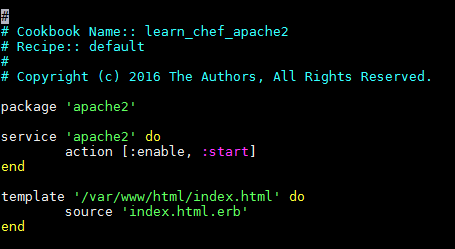 #
# Cookbook Name:: learn_chef_apache2
# Recipe:: default
#
# Copyright (c) 2016 The Authors, All Rights Reserved.

package 'apache2'

service 'apache2' do
        action [:enable, :start]
end

template '/var/www/html/index.html' do
        source 'index.html.erb'
end